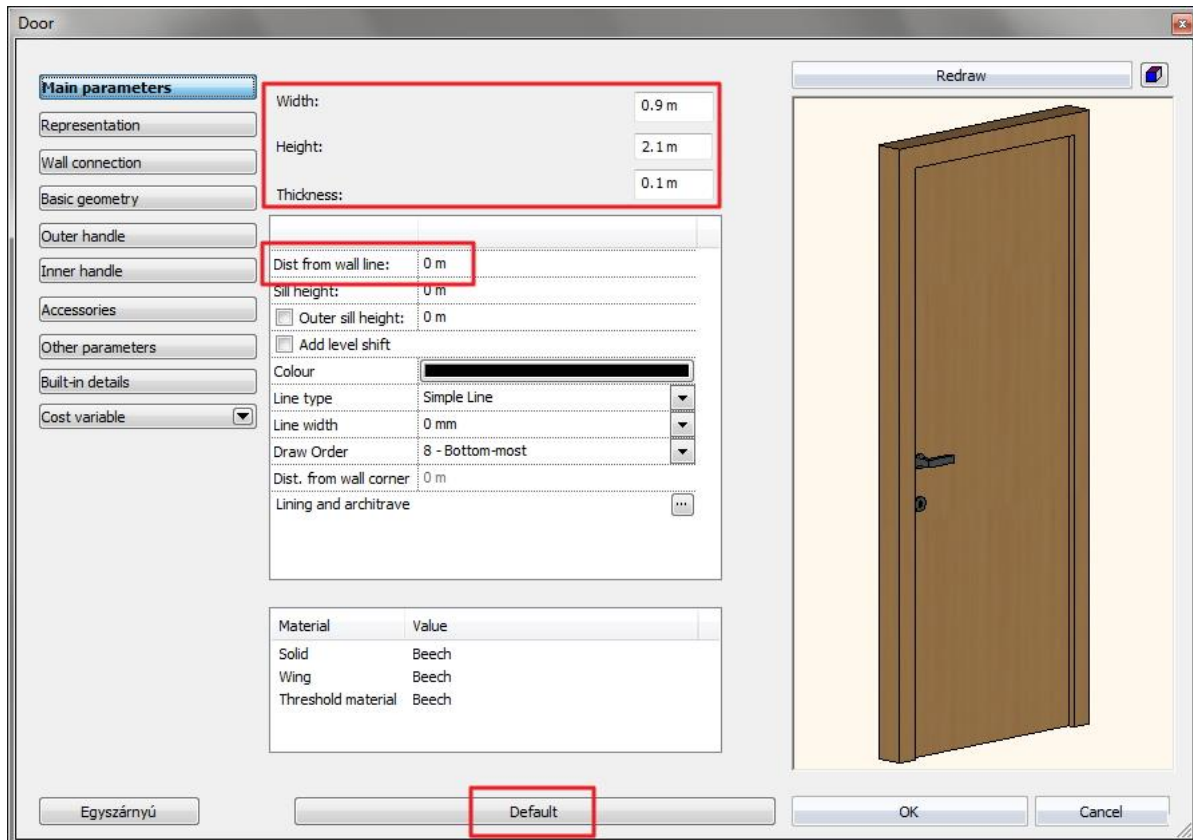 Door
Main parameters
Representation
Wall connection
Basic geometry
Outer handle
Inner handle
Accessories
Other parameters
Built-in details
Cost variable
Width: 0.9 m
Height: 2.1 m
Thickness: 0.1 m
Dist from wall line: 0 m
Sill height: 0 m
Outer sill height: 0 m
Add level shift
Colour
Line type Simple Line
Line width 0 mm
Draw Order 8 - Bottom-most
Dist. from wall corner 0 m
Lining and architrave ...
Material Value
Solid Beech
Wing Beech
Threshold material Beech
Redraw
Egyszárnyú Default OK Cancel